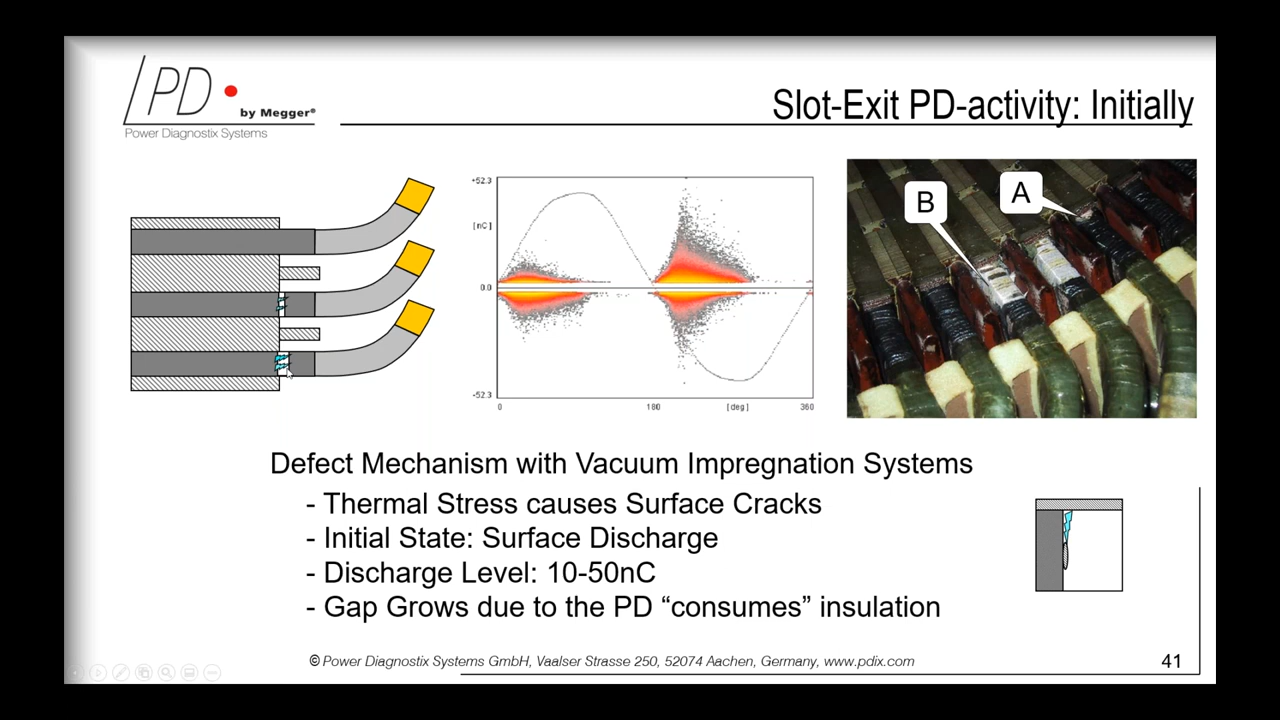 PD
by Megger®
Power Diagnostix Systems
Slot-Exit PD-activity: Initially
+52.3
[nC]
0.0
-52.3
0
180
[deg]
360
B
A
Defect Mechanism with Vacuum Impregnation Systems
- Thermal Stress causes Surface Cracks
- Initial State: Surface Discharge
- Discharge Level: 10-50nC
- Gap Grows due to the PD “consumes” insulation
© Power Diagnostix Systems GmbH, Vaalser Strasse 250, 52074 Aachen, Germany, www.pdix.com
41